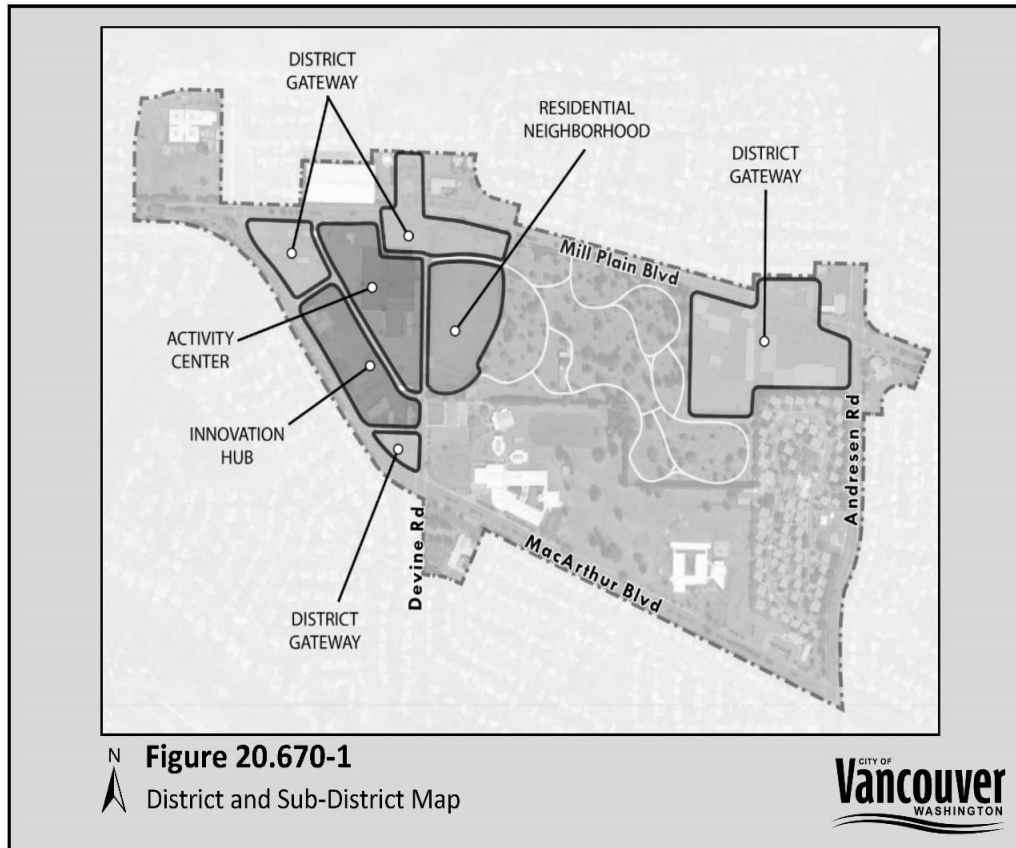 DISTRICT
GATEWAY
RESIDENTIAL
NEIGHBORHOOD
DISTRICT
GATEWAY
Mill Plain Blvd
ACTIVITY
CENTER
INNOVATION
HUB
Andresen Rd
Devine Rd
MacArthur Blvd
DISTRICT
GATEWAY
N
Figure 20.670-1
District and Sub-District Map
CITY OF
Vancouver
WASHINGTON